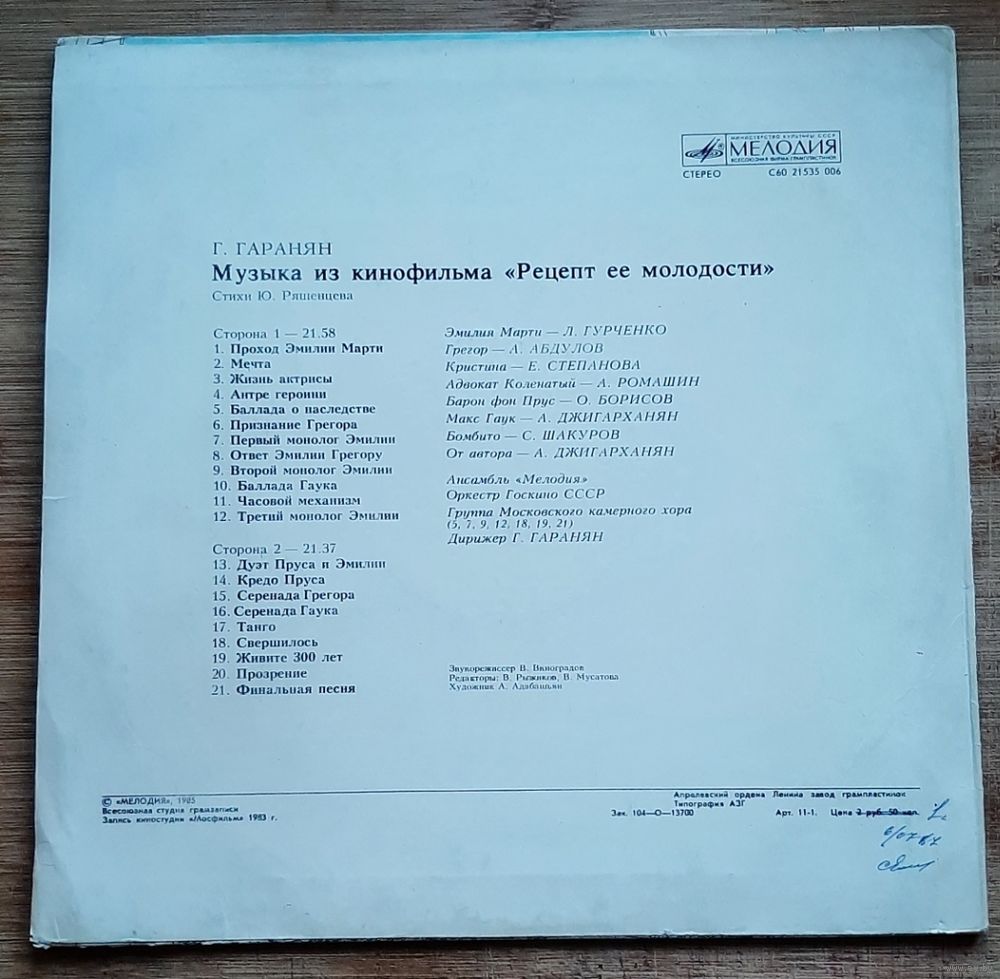 МИНИСТЕРСТВО КУЛЬТУРЫ СССР
МЕЛОДИЯ
ВСЕСОЮЗНАЯ ФИРМА ГРАМПЛАСТИНОК
СТЕРЕО С60 21535 006
Г. ГАРАНЯН
Музыка из кинофильма «Рецепт ее молодости»
Стихи Ю. Ряшенцева
Сторона 1 — 21.58
1. Проход Эмилии Марти
2. Мечта
3. Жизнь актрисы
4. Антре героини
5. Баллада о наследстве
6. Признание Грегора
7. Первый монолог Эмилии
8. Ответ Эмилии Грегору
9. Второй монолог Эмилии
10. Баллада Гаука
11. Часовой механизм
12. Третий монолог Эмилии
Сторона 2 — 21.37
13. Дуэт Пруса и Эмилии
14. Кредо Пруса
15. Серенада Грегора
16. Серенада Гаука
17. Танго
18. Свершилось
19. Живите 300 лет
20. Прозрение
21. Финальная песня
Эмилия Марти — Л. ГУРЧЕНКО
Грегор — А. АБДУЛОВ
Кристина — Е. СТЕПАНОВА
Адвокат Коленатый — А. РОМАШИН
Барон фон Прус — О. БОРИСОВ
Макс Гаук — А. ДЖИГАРХАНЯН
Бомбито — С. ШАКУРОВ
От автора — А. ДЖИГАРХАНЯН
Ансамбль «Мелодия»
Оркестр Госкино СССР
Группа Московского камерного хора
(5, 7, 9, 12, 18, 19, 21)
Дирижер Г. ГАРАНЯН
Звукорежиссер В. Виноградов
Редакторы: В. Рыжиков, В. Мусатова
Художник А. Адабашьян
© «МЕЛОДИЯ», 1985
Всесоюзная студия грамзаписи
Запись киностудии «Мосфильм» 1983 г.
Апрелевский ордена Ленина завод грампластинок
Типография АЗГ
Зак. 104—О—13700 Арт. 11-1. Цена 2 руб. 50 коп.